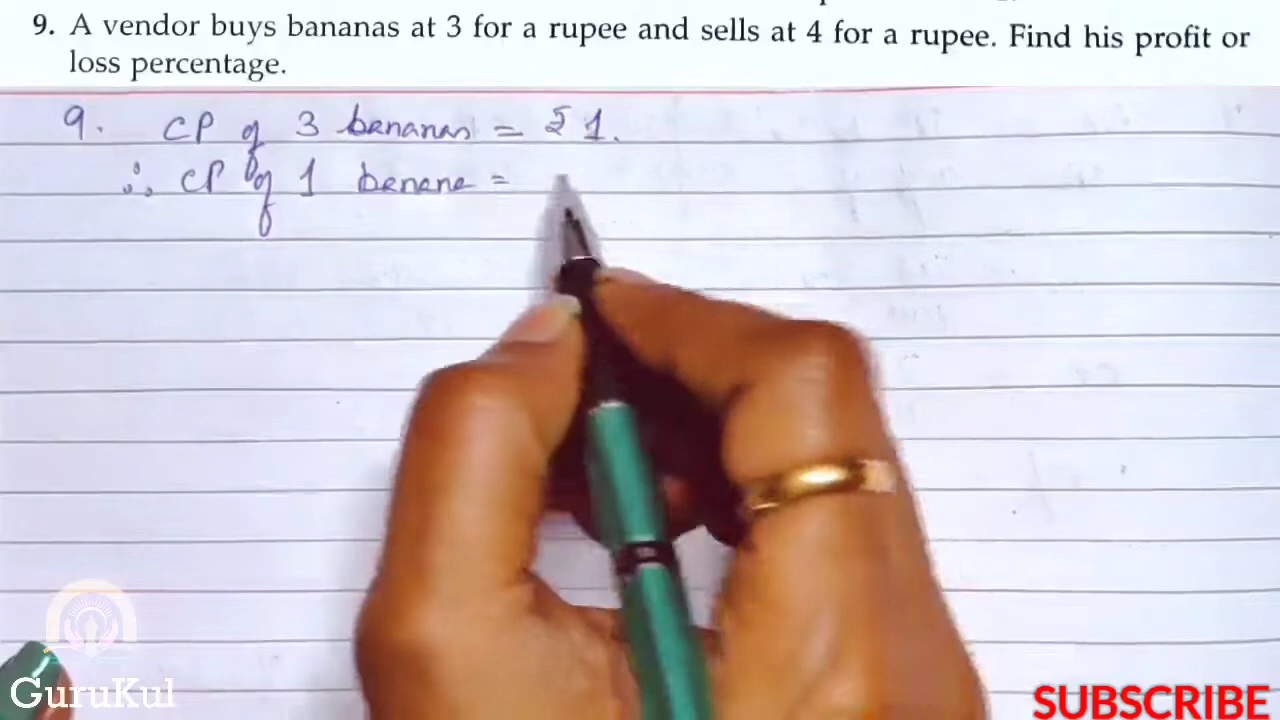 9. A vendor buys bananas at 3 for a rupee and sells at 4 for a rupee. Find his profit or
loss percentage.
9. CP of 3 bananas = ₹ 1.
∴ CP of 1 banana =
GuruKul
SUBSCRIBE